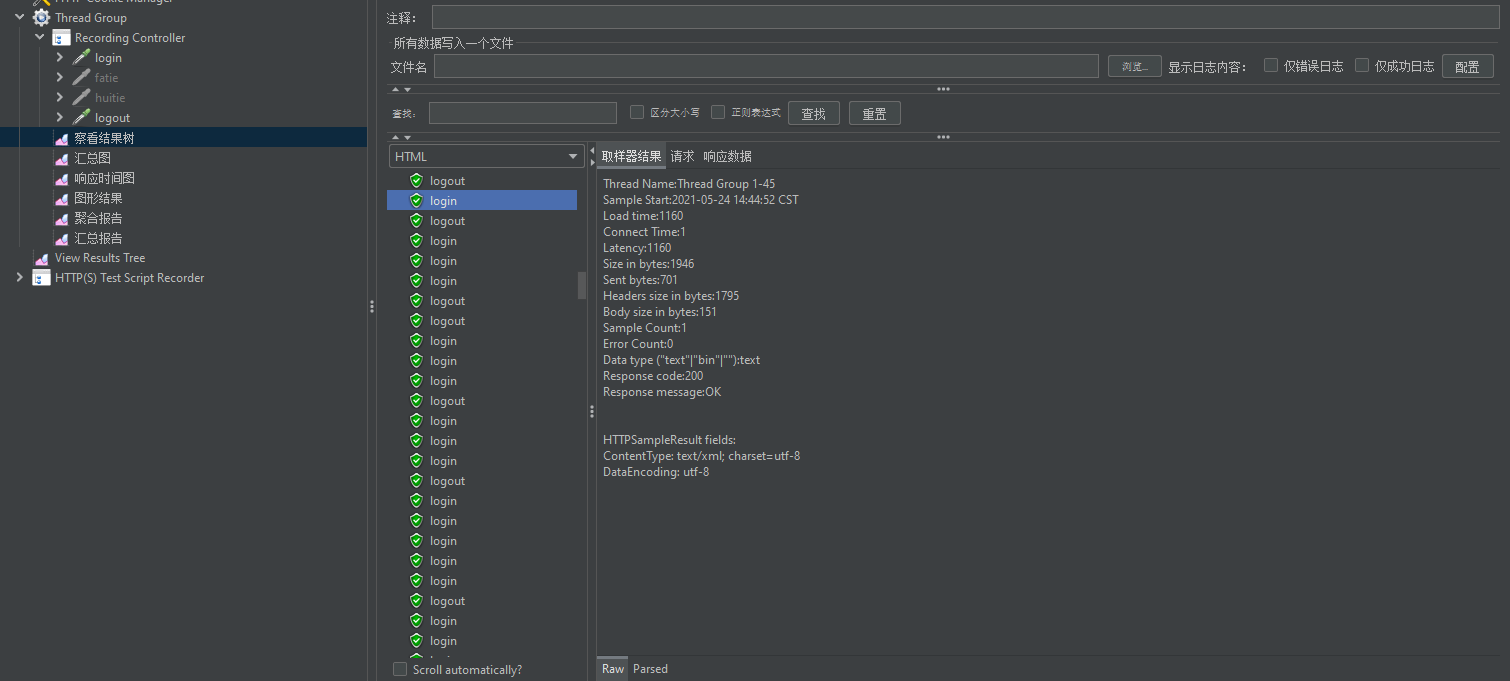 HTTP Cookie Manager
Thread Group
Recording Controller
login
fatie
huitie
logout
察看结果树
汇总图
响应时间图
图形结果
聚合报告
汇总报告
View Results Tree
HTTP(S) Test Script Recorder
注释：
所有数据写入一个文件
文件名 浏览... 显示日志内容： 仅错误日志 仅成功日志 配置
查找： 区分大小写 正则表达式 查找 重置
HTML
logout
login
logout
login
login
login
logout
logout
login
login
login
logout
login
login
login
logout
login
login
login
login
login
logout
login
login
Scroll automatically?
取样器结果 请求 响应数据
Thread Name:Thread Group 1-45
Sample Start:2021-05-24 14:44:52 CST
Load time:1160
Connect Time:1
Latency:1160
Size in bytes:1946
Sent bytes:701
Headers size in bytes:1795
Body size in bytes:151
Sample Count:1
Error Count:0
Data type ("text"|"bin"|""):text
Response code:200
Response message:OK
HTTPSampleResult fields:
ContentType: text/xml; charset=utf-8
DataEncoding: utf-8
Raw Parsed